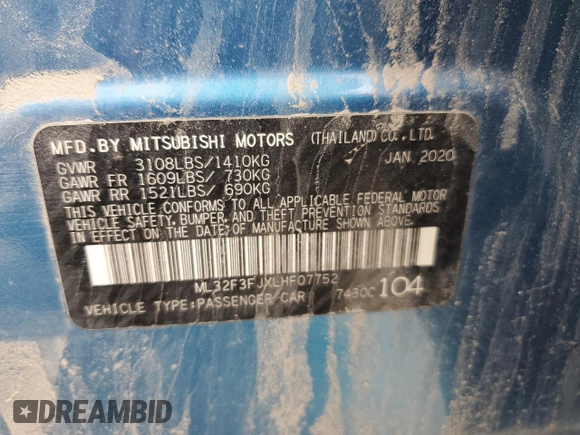 MFD.BY MITSUBISHI MOTORS (THAILAND) CO., LTD.
GVWR 3108LBS/1410KG JAN 2020
GAWR FR 1609LBS/ 730KG
GAWR RR 1521LBS/ 690KG
THIS VEHICLE CONFORMS TO ALL APPLICABLE FEDERAL MOTOR
VEHICLE SAFETY, BUMPER, AND THEFT PREVENTION STANDARDS
IN EFFECT ON THE DATE OF MANUFACTURE SHOWN ABOVE.
ML32F3FJXLHF07752
VEHICLE TYPE:PASSENGER CAR 7430C 104
DREAMBID